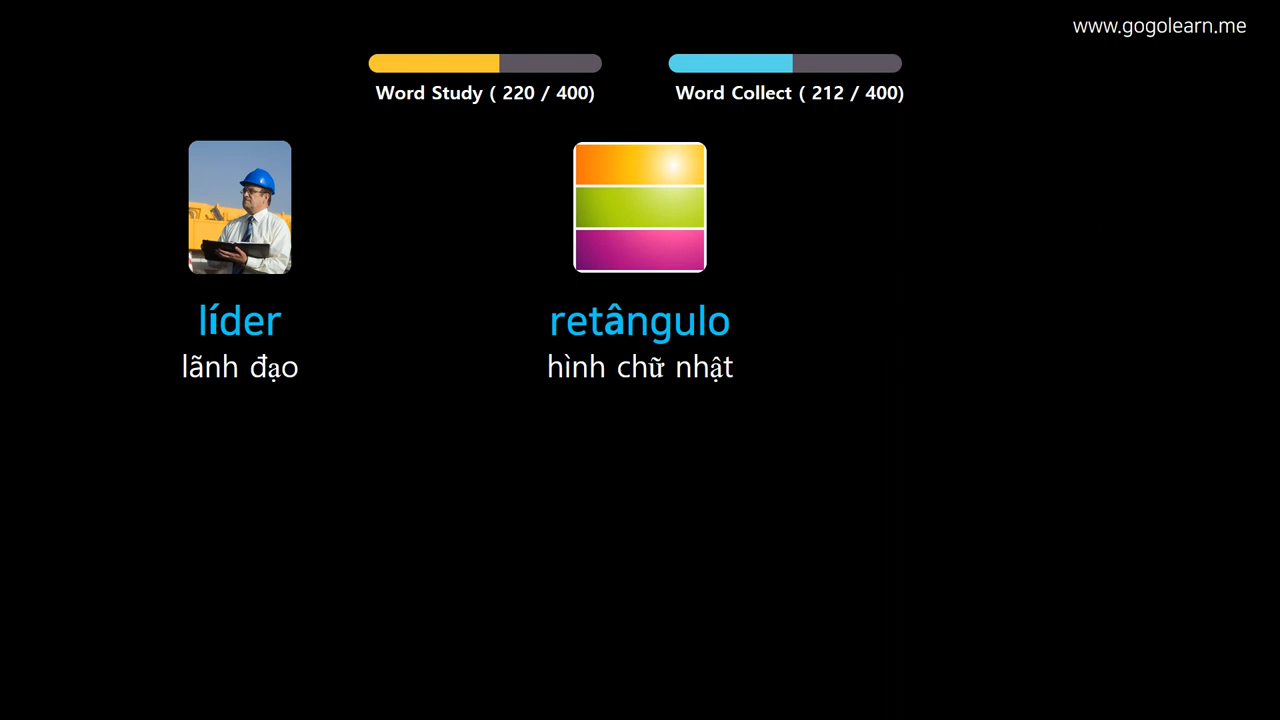 www.gogolearn.me
Word Study ( 220 / 400)
Word Collect ( 212 / 400)
líder
retângulo
lãnh đạo
hình chữ nhật